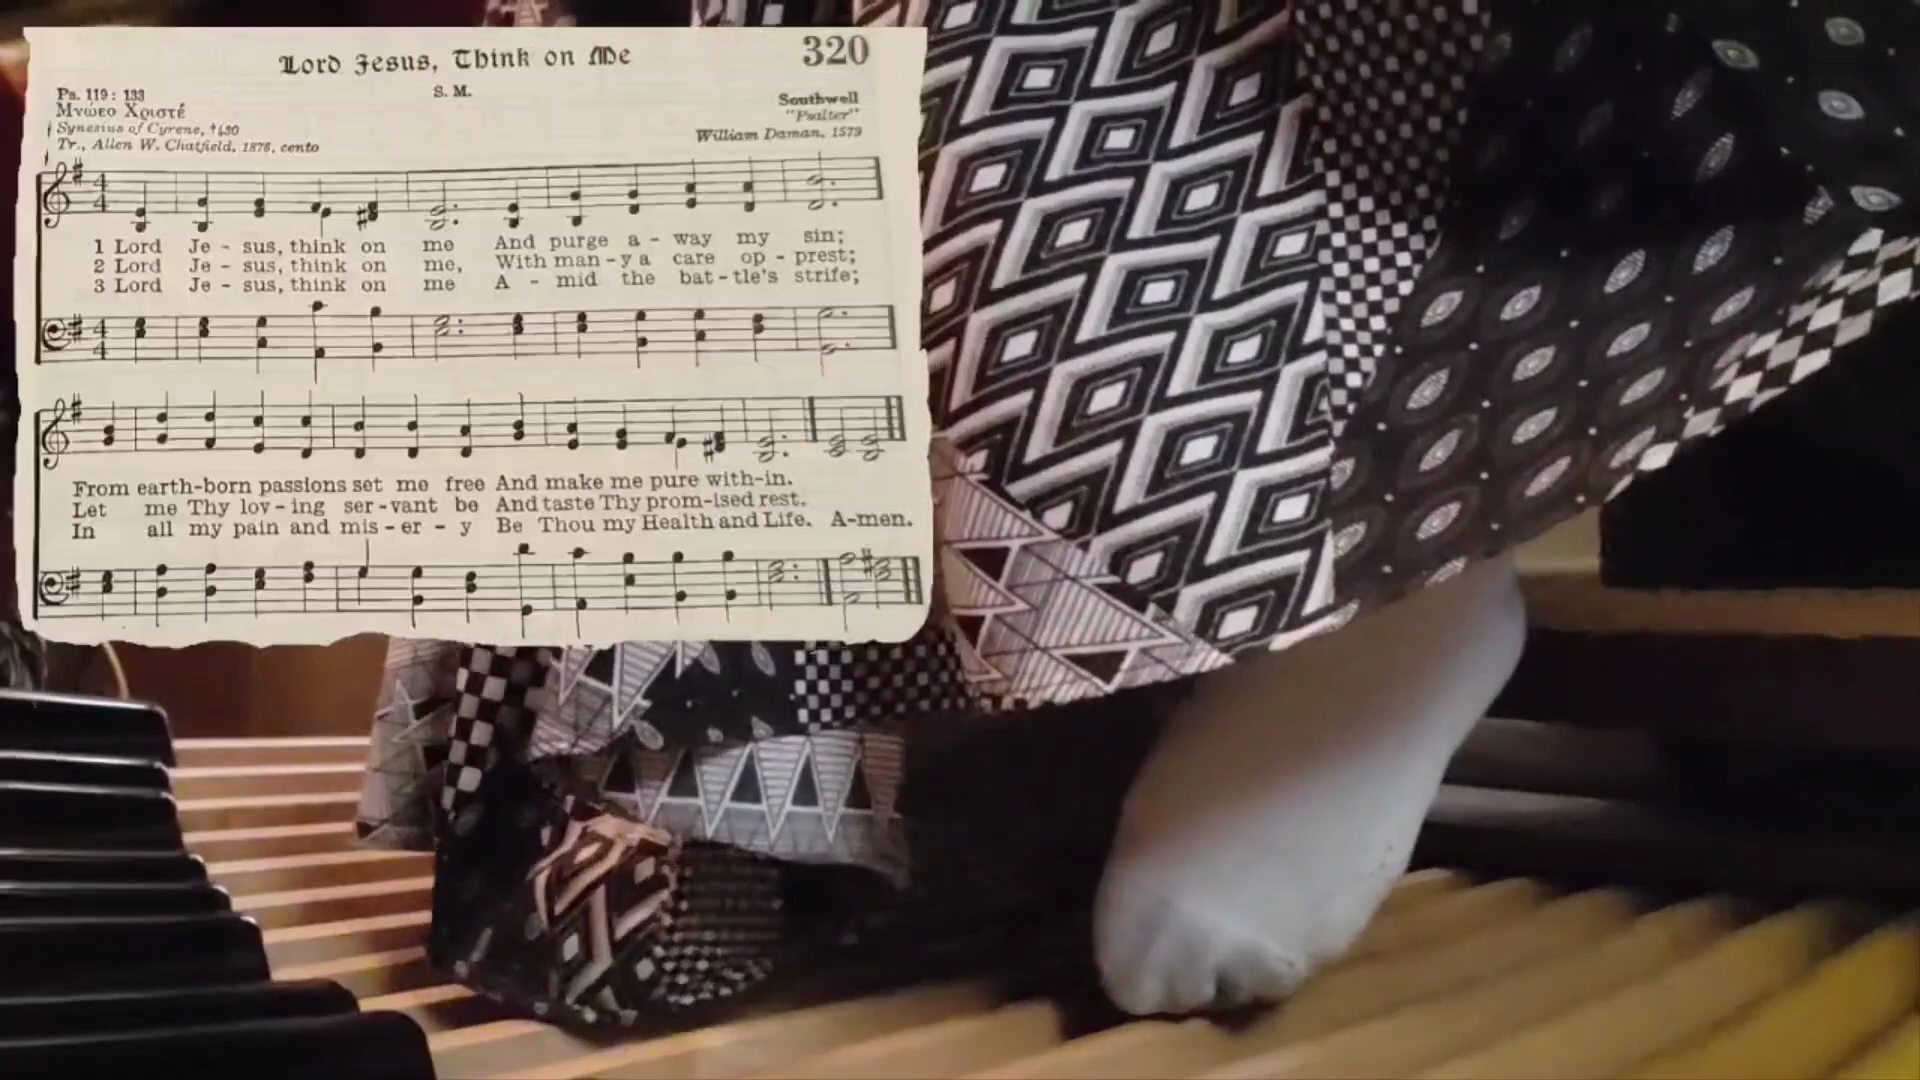 Lord Jesus, Think on Me
320
Ps. 119: 133
S. M.
Μνώεο Χριστέ
Southwell
Synesius of Cyrene, †430
"Psalter"
Tr., Allen W. Chatfield, 1876, cento
William Daman, 1579
1 Lord Je - sus, think on me And purge a - way my sin;
2 Lord Je - sus, think on me, With man - y a care op - prest;
3 Lord Je - sus, think on me A - mid the bat - tle's strife;
From earth-born passions set me free And make me pure with-in.
Let me Thy lov - ing ser - vant be And taste Thy prom-ised rest.
In all my pain and mis - er - y Be Thou my Health and Life. A-men.